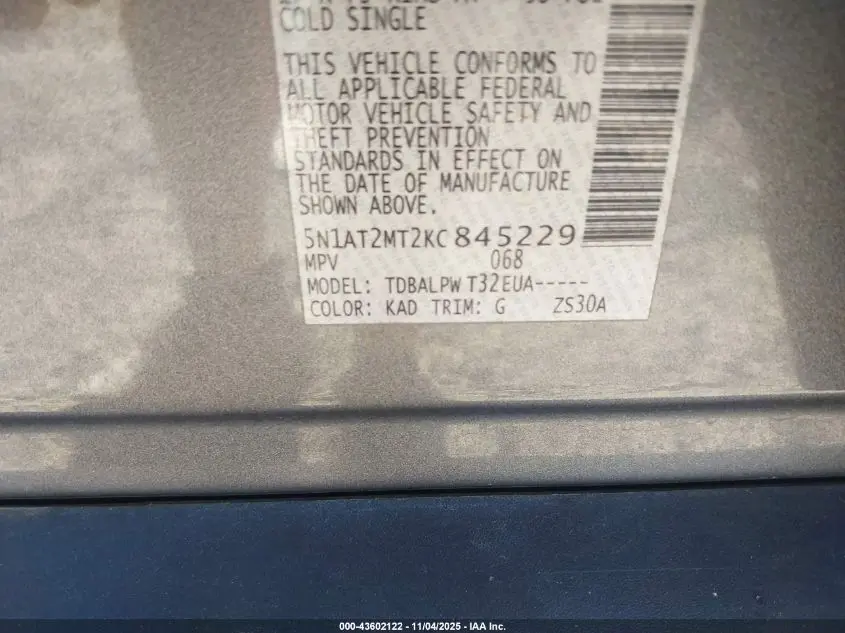 COLD SINGLE
THIS VEHICLE CONFORMS TO
ALL APPLICABLE FEDERAL
MOTOR VEHICLE SAFETY AND
THEFT PREVENTION
STANDARDS IN EFFECT ON
THE DATE OF MANUFACTURE
SHOWN ABOVE.
5N1AT2MT2KC845229
MPV 068
MODEL: TDBALPW T32EUA-----
COLOR: KAD TRIM: G ZS30A
000-43602122 - 11/04/2025 - IAA Inc.